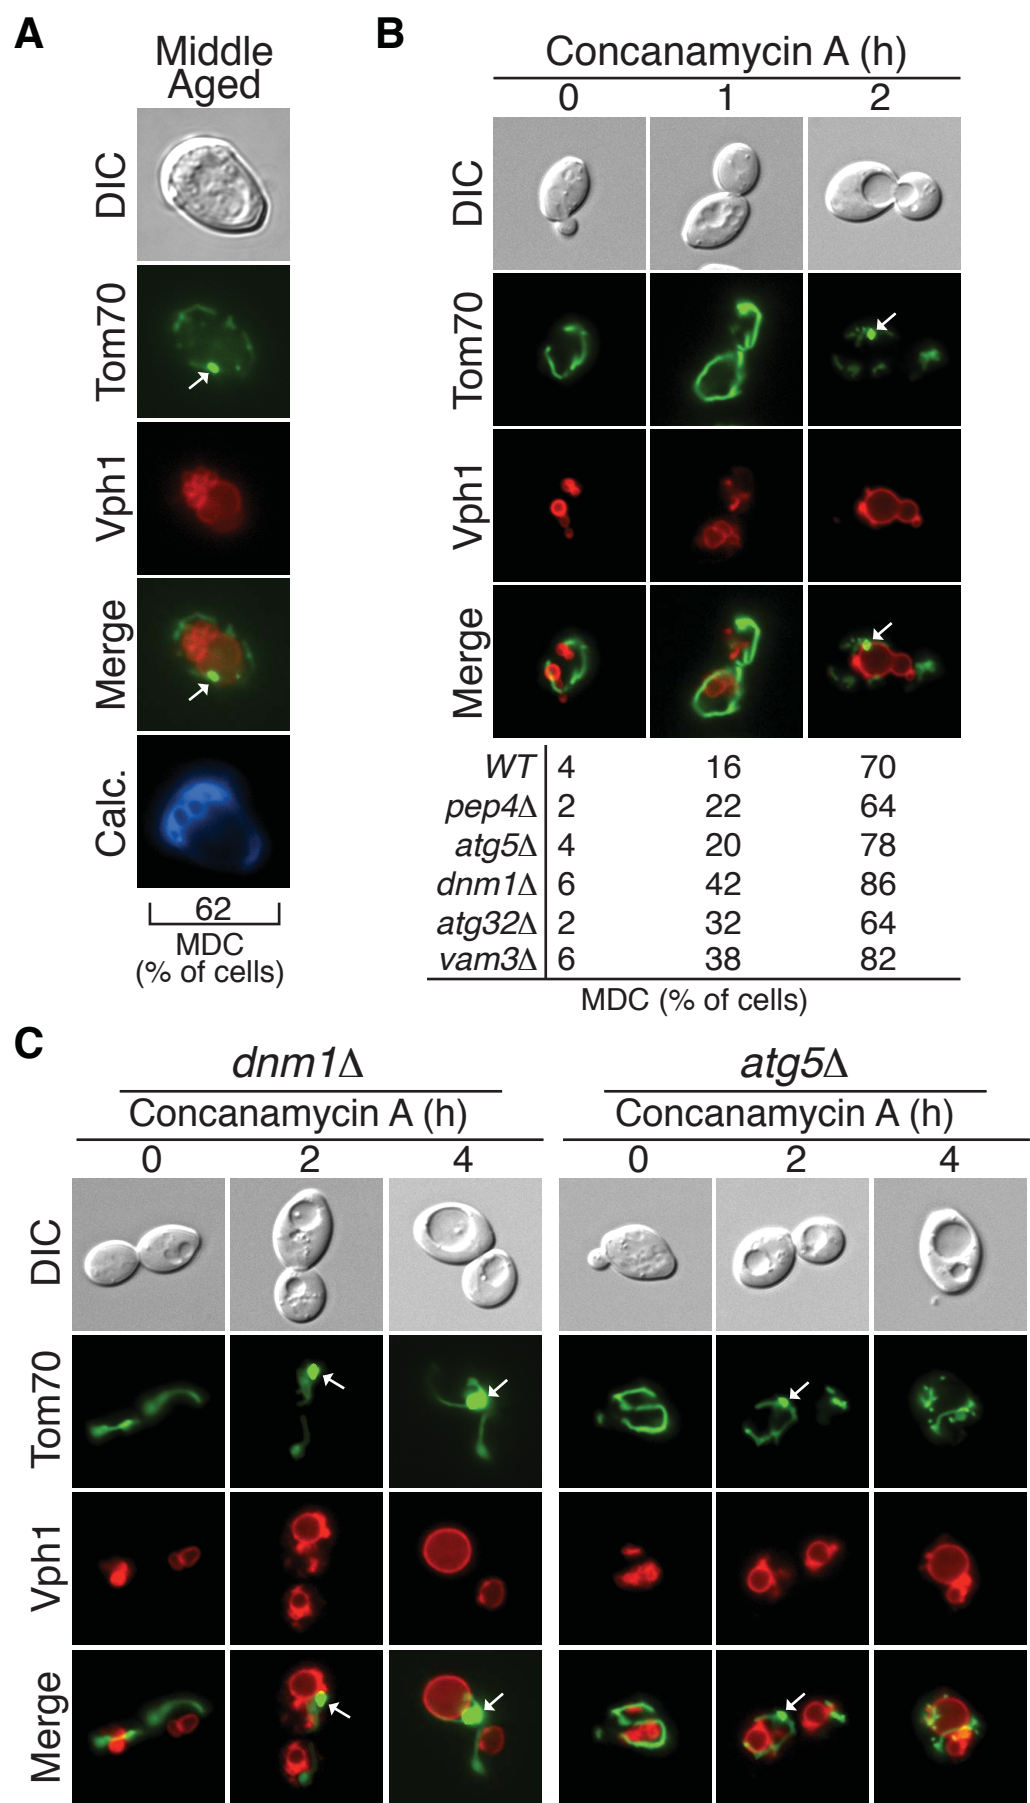 A
Middle
Aged
DIC
Tom70
Vph1
Merge
Calc.
62
MDC
(% of cells)
B
Concanamycin A (h)
0 1 2
DIC
Tom70
Vph1
Merge
WT 4 16 70
pep4Δ 2 22 64
atg5Δ 4 20 78
dnm1Δ 6 42 86
atg32Δ 2 32 64
vam3Δ 6 38 82
MDC (% of cells)
C
dnm1Δ atg5Δ
Concanamycin A (h) Concanamycin A (h)
0 2 4 0 2 4
DIC
Tom70
Vph1
Merge